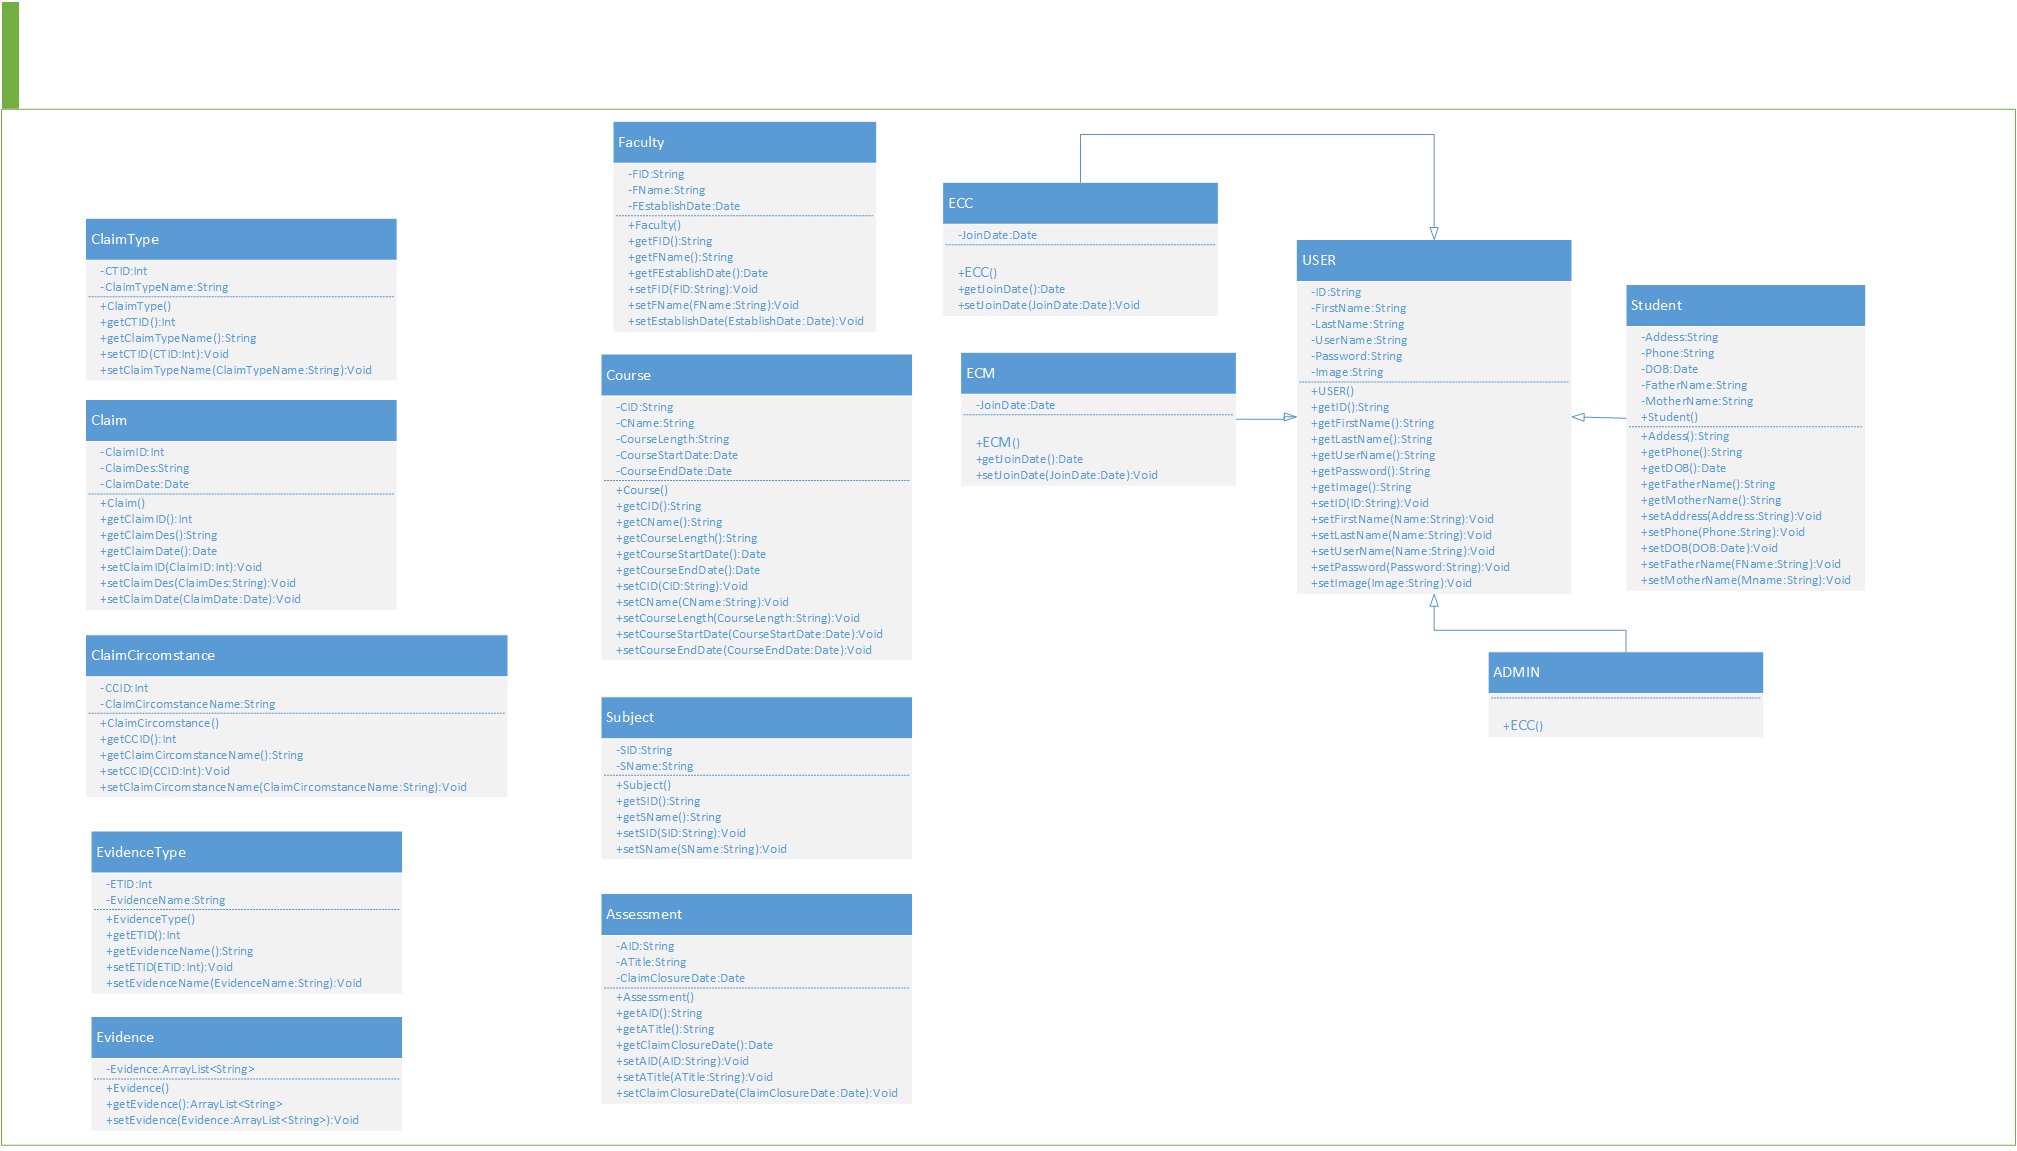 ClaimType
-CTID:Int
-ClaimTypeName:String
+ClaimType()
+getCTID():Int
+getClaimTypeName():String
+setCTID(CTID:Int):Void
+setClaimTypeName(ClaimTypeName:String):Void
Claim
-ClaimID:Int
-ClaimDes:String
-ClaimDate:Date
+Claim()
+getClaimID():Int
+getClaimDes():String
+getClaimDate():Date
+setClaimID(ClaimID:Int):Void
+setClaimDes(ClaimDes:String):Void
+setClaimDate(ClaimDate:Date):Void
ClaimCircomstance
-CCID:Int
-ClaimCircomstanceName:String
+ClaimCircomstance()
+getCCID():Int
+getClaimCircomstanceName():String
+setCCID(CCID:Int):Void
+setClaimCircomstanceName(ClaimCircomstanceName:String):Void
EvidenceType
-ETID:Int
-EvidenceName:String
+EvidenceType()
+getETID():Int
+getEvidenceName():String
+setETID(ETID:Int):Void
+setEvidenceName(EvidenceName:String):Void
Evidence
-Evidence:ArrayList<String>
+Evidence()
+getEvidence():ArrayList<String>
+setEvidence(Evidence:ArrayList<String>):Void
Faculty
-FID:String
-FName:String
-FEstablishDate:Date
+Faculty()
+getFID():String
+getFName():String
+getFEstablishDate():Date
+setFID(FID:String):Void
+setFName(FName:String):Void
+setEstablishDate(EstablishDate:Date):Void
Course
-CID:String
-CName:String
-CourseLength:String
-CourseStartDate:Date
-CourseEndDate:Date
+Course()
+getCID():String
+getCName():String
+getCourseLength():String
+getCourseStartDate():Date
+getCourseEndDate():Date
+setCID(CID:String):Void
+setCName(CName:String):Void
+setCourseLength(CourseLength:String):Void
+setCourseStartDate(CourseStartDate:Date):Void
+setCourseEndDate(CourseEndDate:Date):Void
Subject
-SID:String
-SName:String
+Subject()
+getSID():String
+getSName():String
+setSID(SID:String):Void
+setSName(SName:String):Void
Assessment
-AID:String
-ATitle:String
-ClaimClosureDate:Date
+Assessment()
+getAID():String
+getATitle():String
+getClaimClosureDate():Date
+setAID(AID:String):Void
+setATitle(ATitle:String):Void
+setClaimClosureDate(ClaimClosureDate:Date):Void
ECC
-JoinDate:Date
+ECC()
+getJoinDate():Date
+setJoinDate(JoinDate:Date):Void
ECM
-JoinDate:Date
+ECM()
+getJoinDate():Date
+setJoinDate(JoinDate:Date):Void
USER
-ID:String
-FirstName:String
-LastName:String
-UserName:String
-Password:String
-Image:String
+USER()
+getID():String
+getFirstName():String
+getLastName():String
+getUserName():String
+getPassword():String
+getImage():String
+setID(ID:String):Void
+setFirstName(Name:String):Void
+setLastName(Name:String):Void
+setUserName(Name:String):Void
+setPassword(Password:String):Void
+setImage(Image:String):Void
Student
-Addess:String
-Phone:String
-DOB:Date
-FatherName:String
-MotherName:String
+Student()
+Addess():String
+getPhone():String
+getDOB():Date
+getFatherName():String
+getMotherName():String
+setAddress(Address:String):Void
+setPhone(Phone:String):Void
+setDOB(DOB:Date):Void
+setFatherName(FName:String):Void
+setMotherName(Mname:String):Void
ADMIN
+ECC()